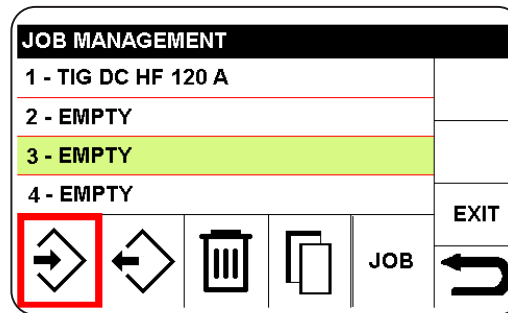 JOB MANAGEMENT
1 - TIG DC HF 120 A
2 - EMPTY
3 - EMPTY
4 - EMPTY
EXIT
JOB